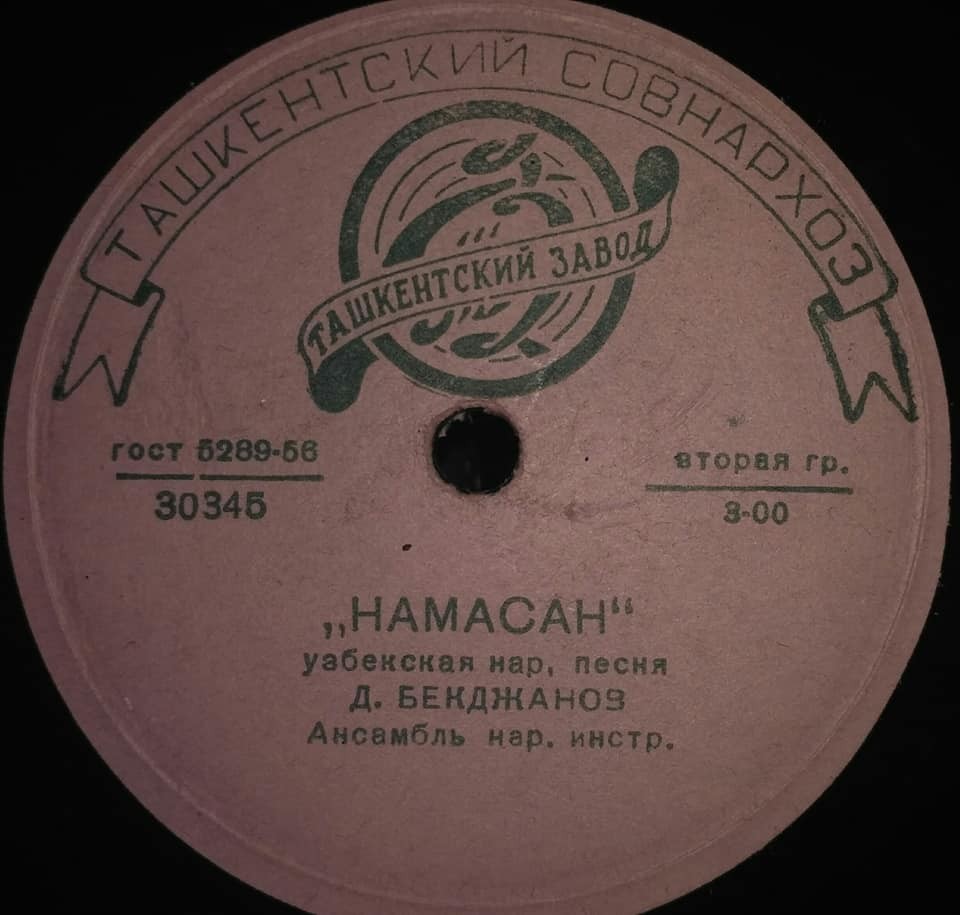 ТАШКЕНТСКИЙ СОВНАРХОЗ
ТАШКЕНТСКИЙ ЗАВОД
гост 5289-56
30345
вторая гр.
3-00
„НАМАСАН“
узбекская нар, песня
Д. БЕКДЖАНОВ
Ансамбль нар. инстр.